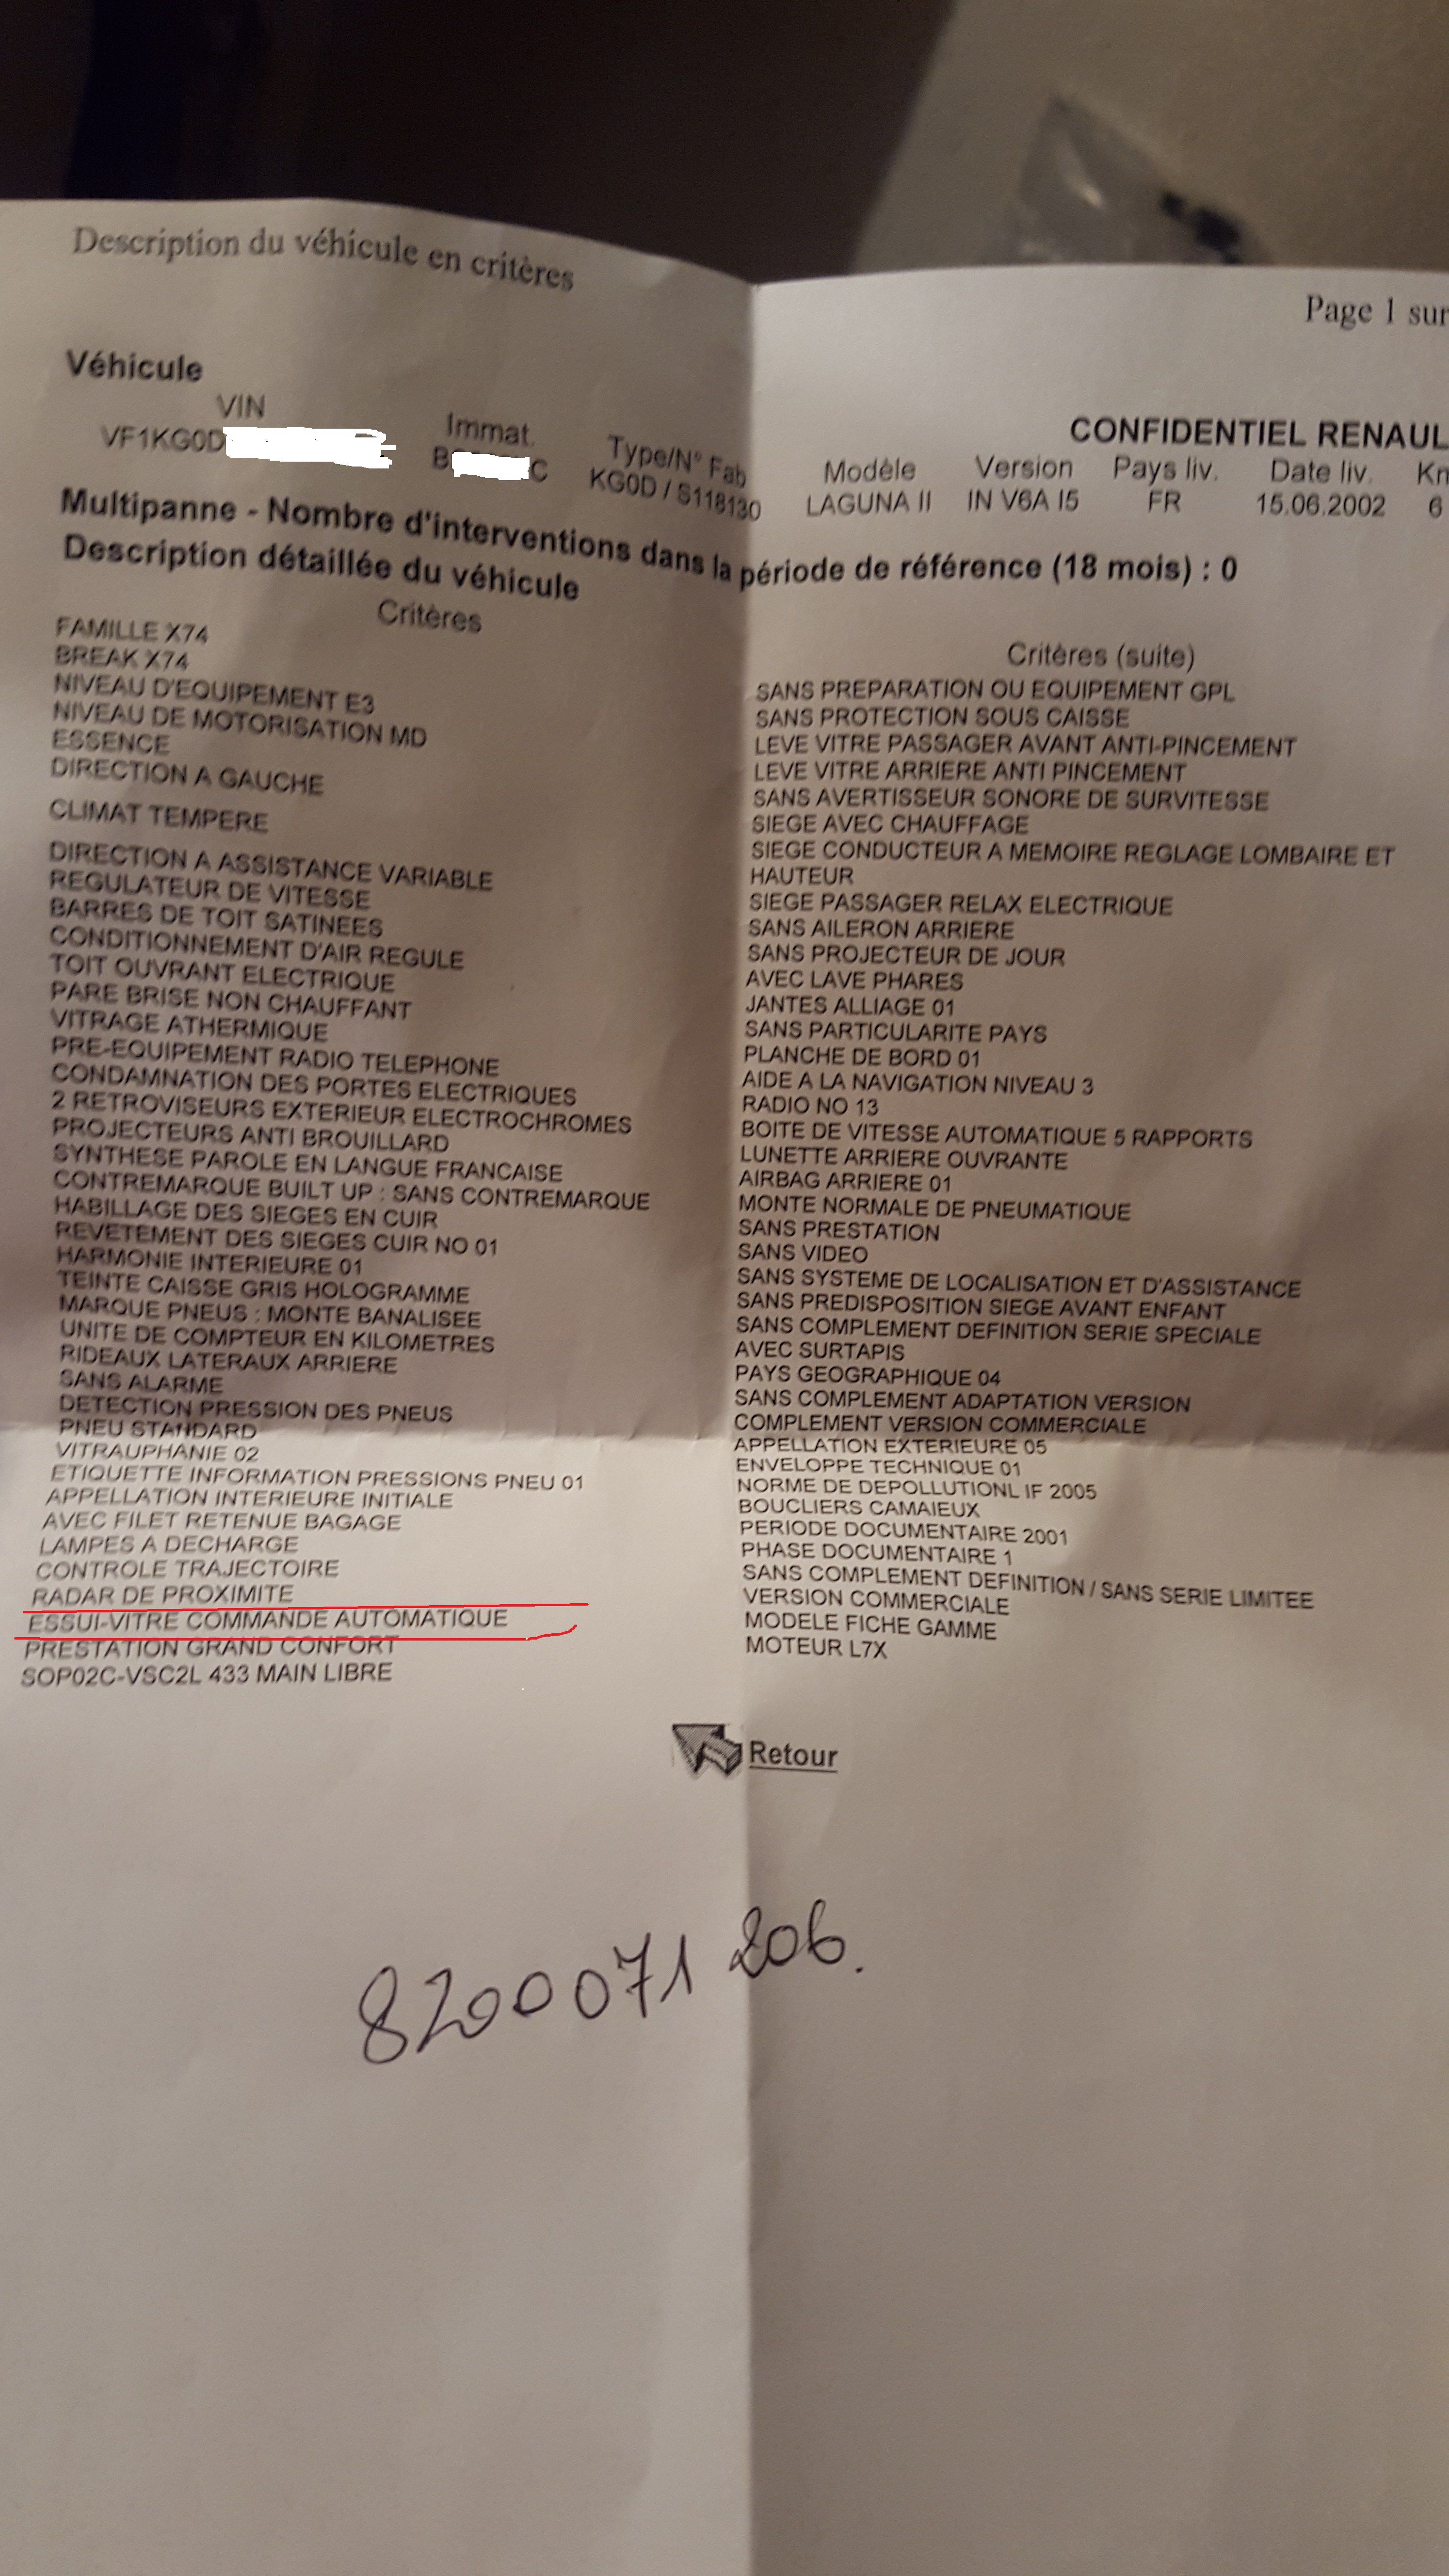 Description du véhicule en critères
Page 1 sur
Véhicule
CONFIDENTIEL RENAUL
VIN Immat. Type/N° Fab Modèle Version Pays liv. Date liv. Km
VF1KG0D B C KG0D / S118130 LAGUNA II IN V6A I5 FR 15.06.2002 6
Multipanne - Nombre d'interventions dans la période de référence (18 mois) : 0
Description détaillée du véhicule
Critères
FAMILLE X74
BREAK X74
NIVEAU D'EQUIPEMENT E3
NIVEAU DE MOTORISATION MD
ESSENCE
DIRECTION A GAUCHE
CLIMAT TEMPERE
DIRECTION A ASSISTANCE VARIABLE
REGULATEUR DE VITESSE
BARRES DE TOIT SATINEES
CONDITIONNEMENT D'AIR REGULE
TOIT OUVRANT ELECTRIQUE
PARE BRISE NON CHAUFFANT
VITRAGE ATHERMIQUE
PRE-EQUIPEMENT RADIO TELEPHONE
CONDAMNATION DES PORTES ELECTRIQUES
2 RETROVISEURS EXTERIEUR ELECTROCHROMES
PROJECTEURS ANTI BROUILLARD
SYNTHESE PAROLE EN LANGUE FRANCAISE
CONTREMARQUE BUILT UP : SANS CONTREMARQUE
HABILLAGE DES SIEGES EN CUIR
REVETEMENT DES SIEGES CUIR NO 01
HARMONIE INTERIEURE 01
TEINTE CAISSE GRIS HOLOGRAMME
MARQUE PNEUS : MONTE BANALISEE
UNITE DE COMPTEUR EN KILOMETRES
RIDEAUX LATERAUX ARRIERE
SANS ALARME
DETECTION PRESSION DES PNEUS
PNEU STANDARD
VITRAUPHANIE 02
ETIQUETTE INFORMATION PRESSIONS PNEU 01
APPELLATION INTERIEURE INITIALE
AVEC FILET RETENUE BAGAGE
LAMPES A DECHARGE
CONTROLE TRAJECTOIRE
RADAR DE PROXIMITE
ESSUI-VITRE COMMANDE AUTOMATIQUE
PRESTATION GRAND CONFORT
SOP02C-VSC2L 433 MAIN LIBRE
Critères (suite)
SANS PREPARATION OU EQUIPEMENT GPL
SANS PROTECTION SOUS CAISSE
LEVE VITRE PASSAGER AVANT ANTI-PINCEMENT
LEVE VITRE ARRIERE ANTI PINCEMENT
SANS AVERTISSEUR SONORE DE SURVITESSE
SIEGE AVEC CHAUFFAGE
SIEGE CONDUCTEUR A MEMOIRE REGLAGE LOMBAIRE ET
HAUTEUR
SIEGE PASSAGER RELAX ELECTRIQUE
SANS AILERON ARRIERE
SANS PROJECTEUR DE JOUR
AVEC LAVE PHARES
JANTES ALLIAGE 01
SANS PARTICULARITE PAYS
PLANCHE DE BORD 01
AIDE A LA NAVIGATION NIVEAU 3
RADIO NO 13
BOITE DE VITESSE AUTOMATIQUE 5 RAPPORTS
LUNETTE ARRIERE OUVRANTE
AIRBAG ARRIERE 01
MONTE NORMALE DE PNEUMATIQUE
SANS PRESTATION
SANS VIDEO
SANS SYSTEME DE LOCALISATION ET D'ASSISTANCE
SANS PREDISPOSITION SIEGE AVANT ENFANT
SANS COMPLEMENT DEFINITION SERIE SPECIALE
AVEC SURTAPIS
PAYS GEOGRAPHIQUE 04
SANS COMPLEMENT ADAPTATION VERSION
COMPLEMENT VERSION COMMERCIALE
APPELLATION EXTERIEURE 05
ENVELOPPE TECHNIQUE 01
NORME DE DEPOLLUTIONL IF 2005
BOUCLIERS CAMAIEUX
PERIODE DOCUMENTAIRE 2001
PHASE DOCUMENTAIRE 1
SANS COMPLEMENT DEFINITION / SANS SERIE LIMITEE
VERSION COMMERCIALE
MODELE FICHE GAMME
MOTEUR L7X
Retour
8200071 206.